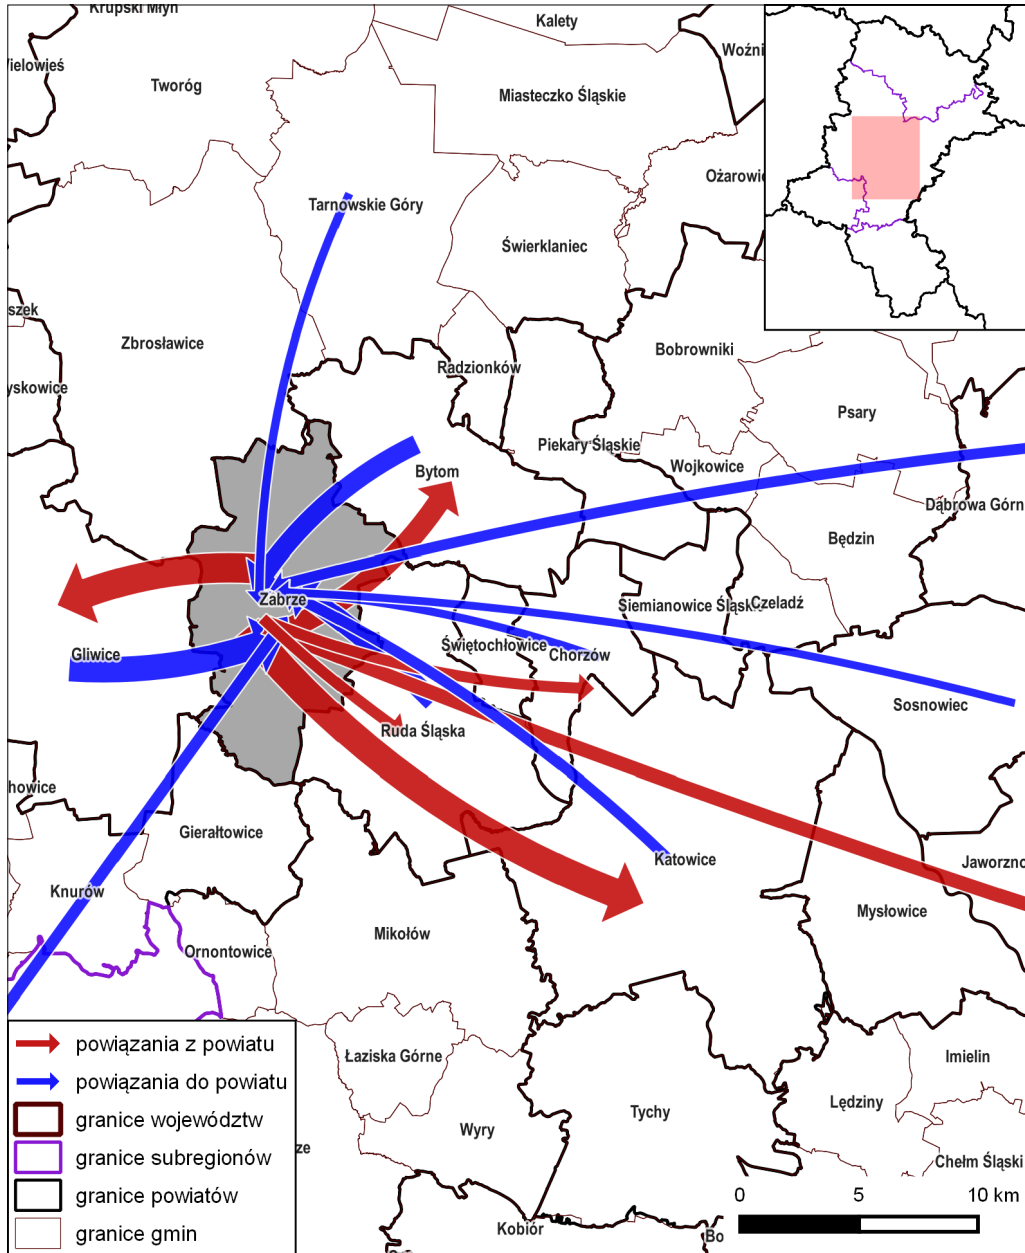 Krupski Młyn
Kalety
Woźni
Wielowieś
Tworóg
Miasteczko Śląskie
Ożarowic
Tarnowskie Góry
Świerklaniec
szek
Zbrosławice
Bobrowniki
Radzionków
yskowice
Psary
Piekary Śląskie
Wojkowice
Bytom
Dąbrowa Górn
Będzin
Zabrze
Siemianowice Śląskie
Czeladź
Świętochłowice
Chorzów
Gliwice
Sosnowiec
Ruda Śląska
howice
Gierałtowice
Katowice
Jaworzno
Knurów
Mysłowice
Mikołów
Ornontowice
Łaziska Górne
Imielin
Lędziny
Tychy
Wyry
ze
Chełm Śląski
Kobiór
Bo
powiązania z powiatu
powiązania do powiatu
granice województw
granice subregionów
granice powiatów
granice gmin
0 5 10 km